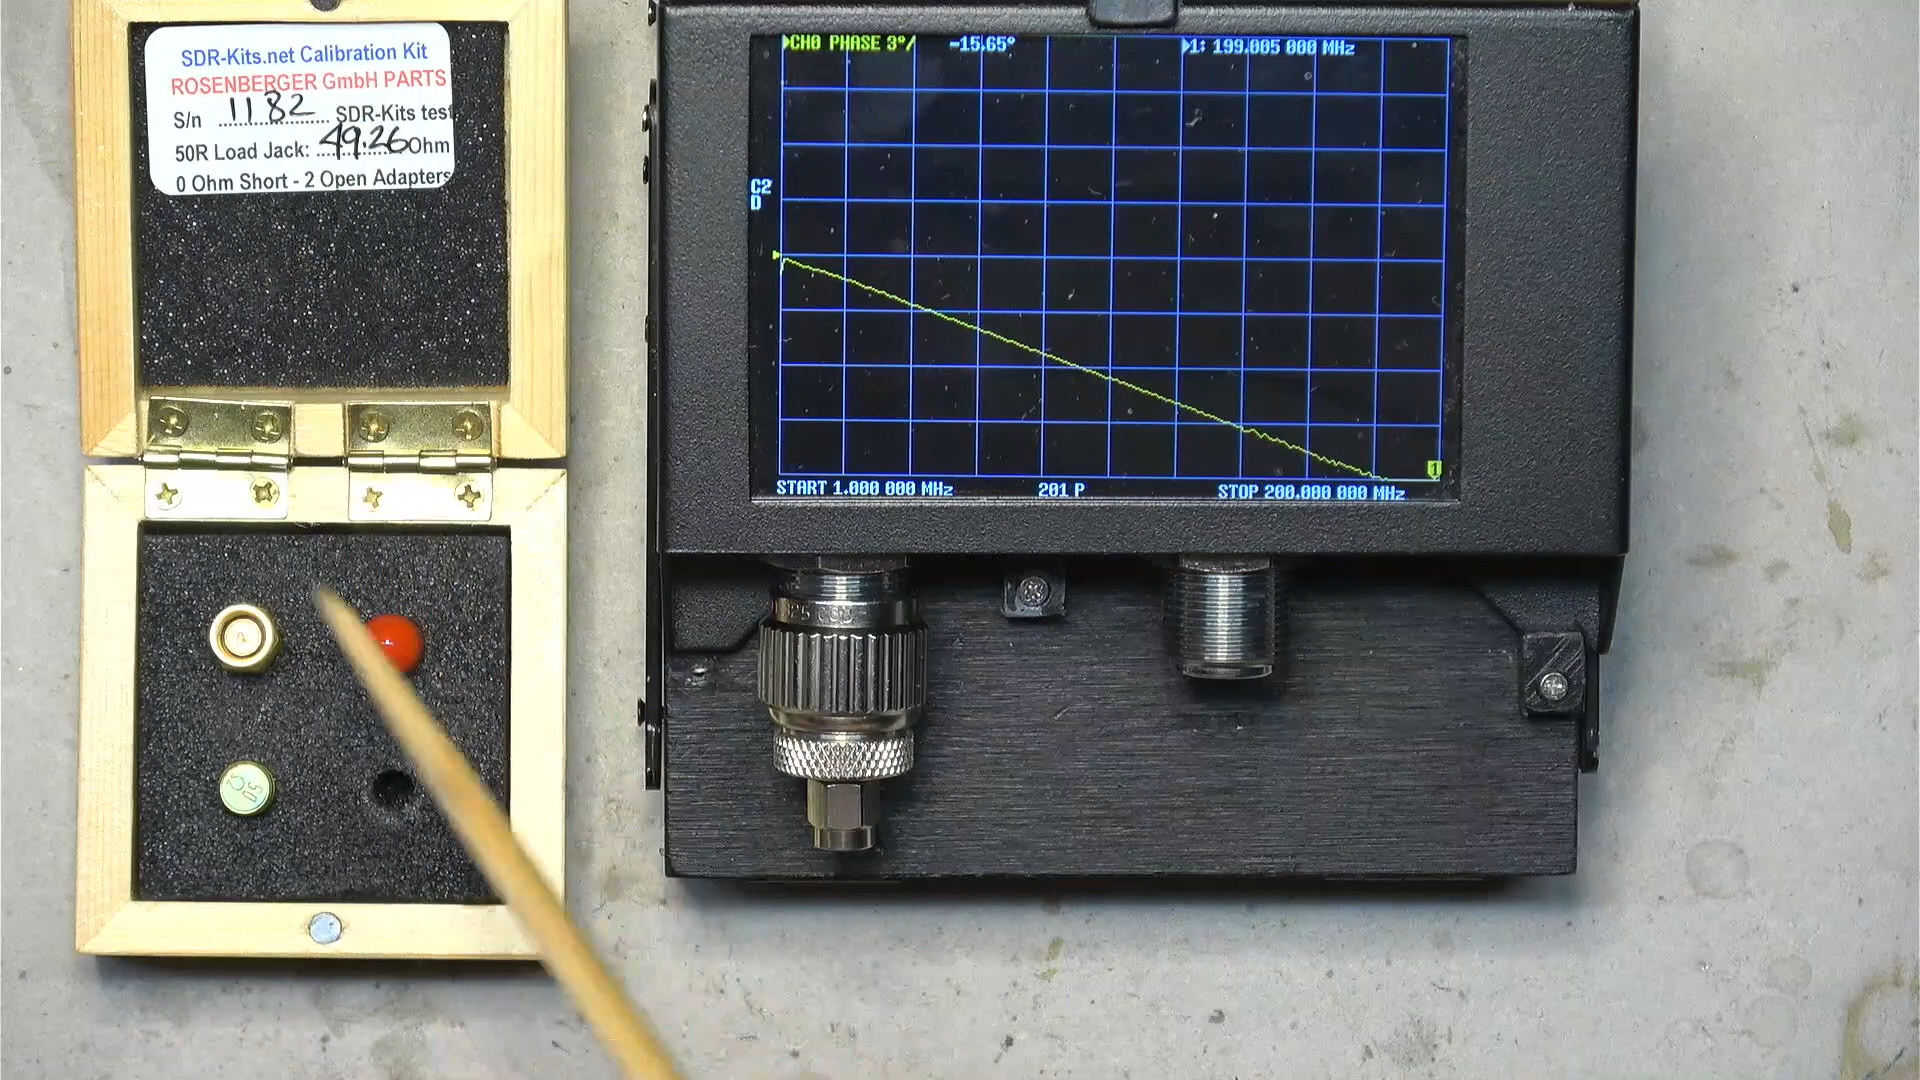 SDR-Kits.net Calibration Kit
ROSENBERGER GmbH PARTS
S/n 1182 SDR-Kits test
50R Load Jack: 49.26 Ohm
0 Ohm Short - 2 Open Adapters
50Ω
CH0 PHASE 3°/ -15.65° 1: 199.005 000 MHz
C2
D
1
START 1.000 000 MHz 201 P STOP 200.000 000 MHz